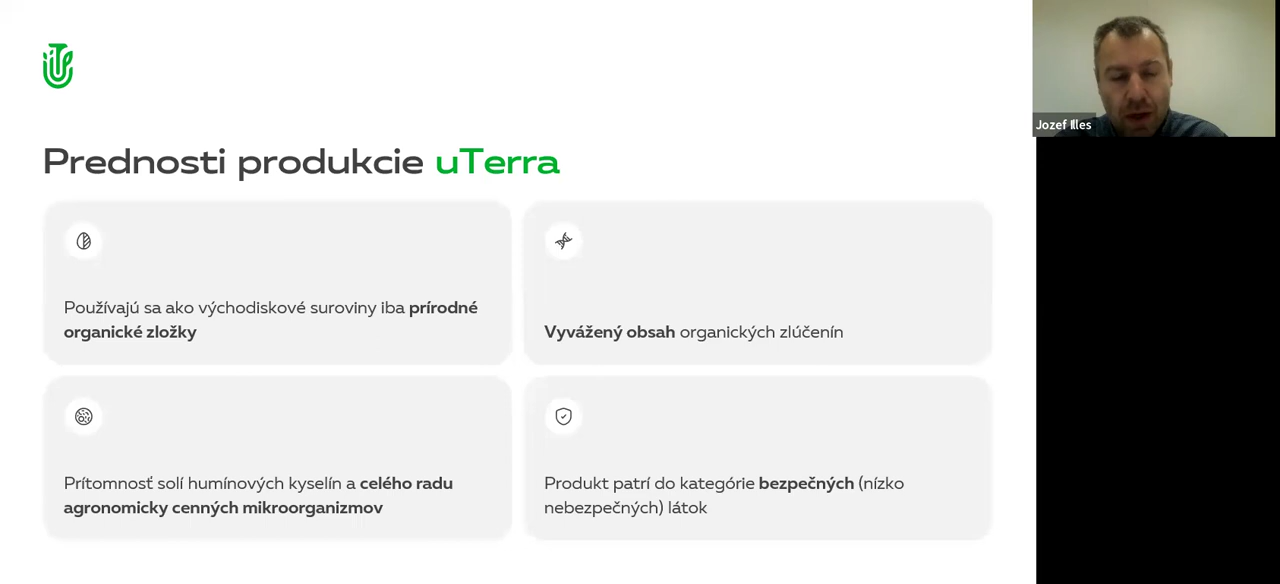 Prednosti produkcie uTerra
Používajú sa ako východiskové suroviny iba prírodné
organické zložky
Vyvážený obsah organických zlúčenín
Prítomnosť solí humínových kyselín a celého radu
agronomicky cenných mikroorganizmov
Produkt patrí do kategórie bezpečných (nízko
nebezpečných) látok
Jozef Illes